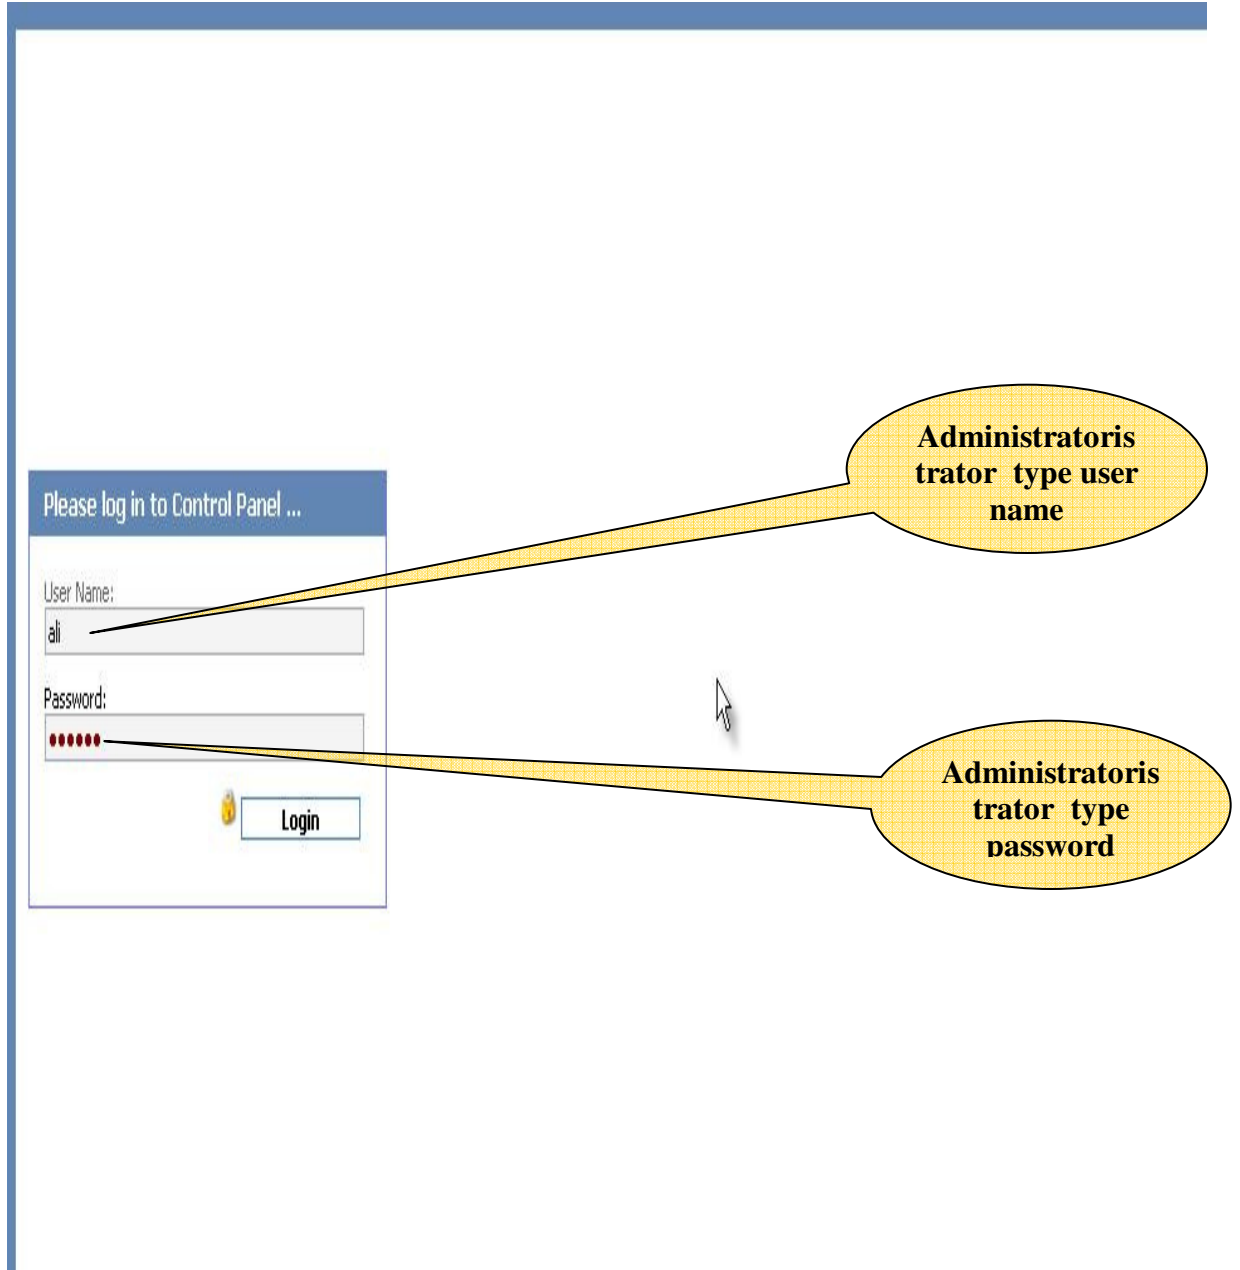 Administratoris
trator type user
name
Please log in to Control Panel ...
User Name:
ali
Password:
••••••
Login
Administratoris
trator type
password